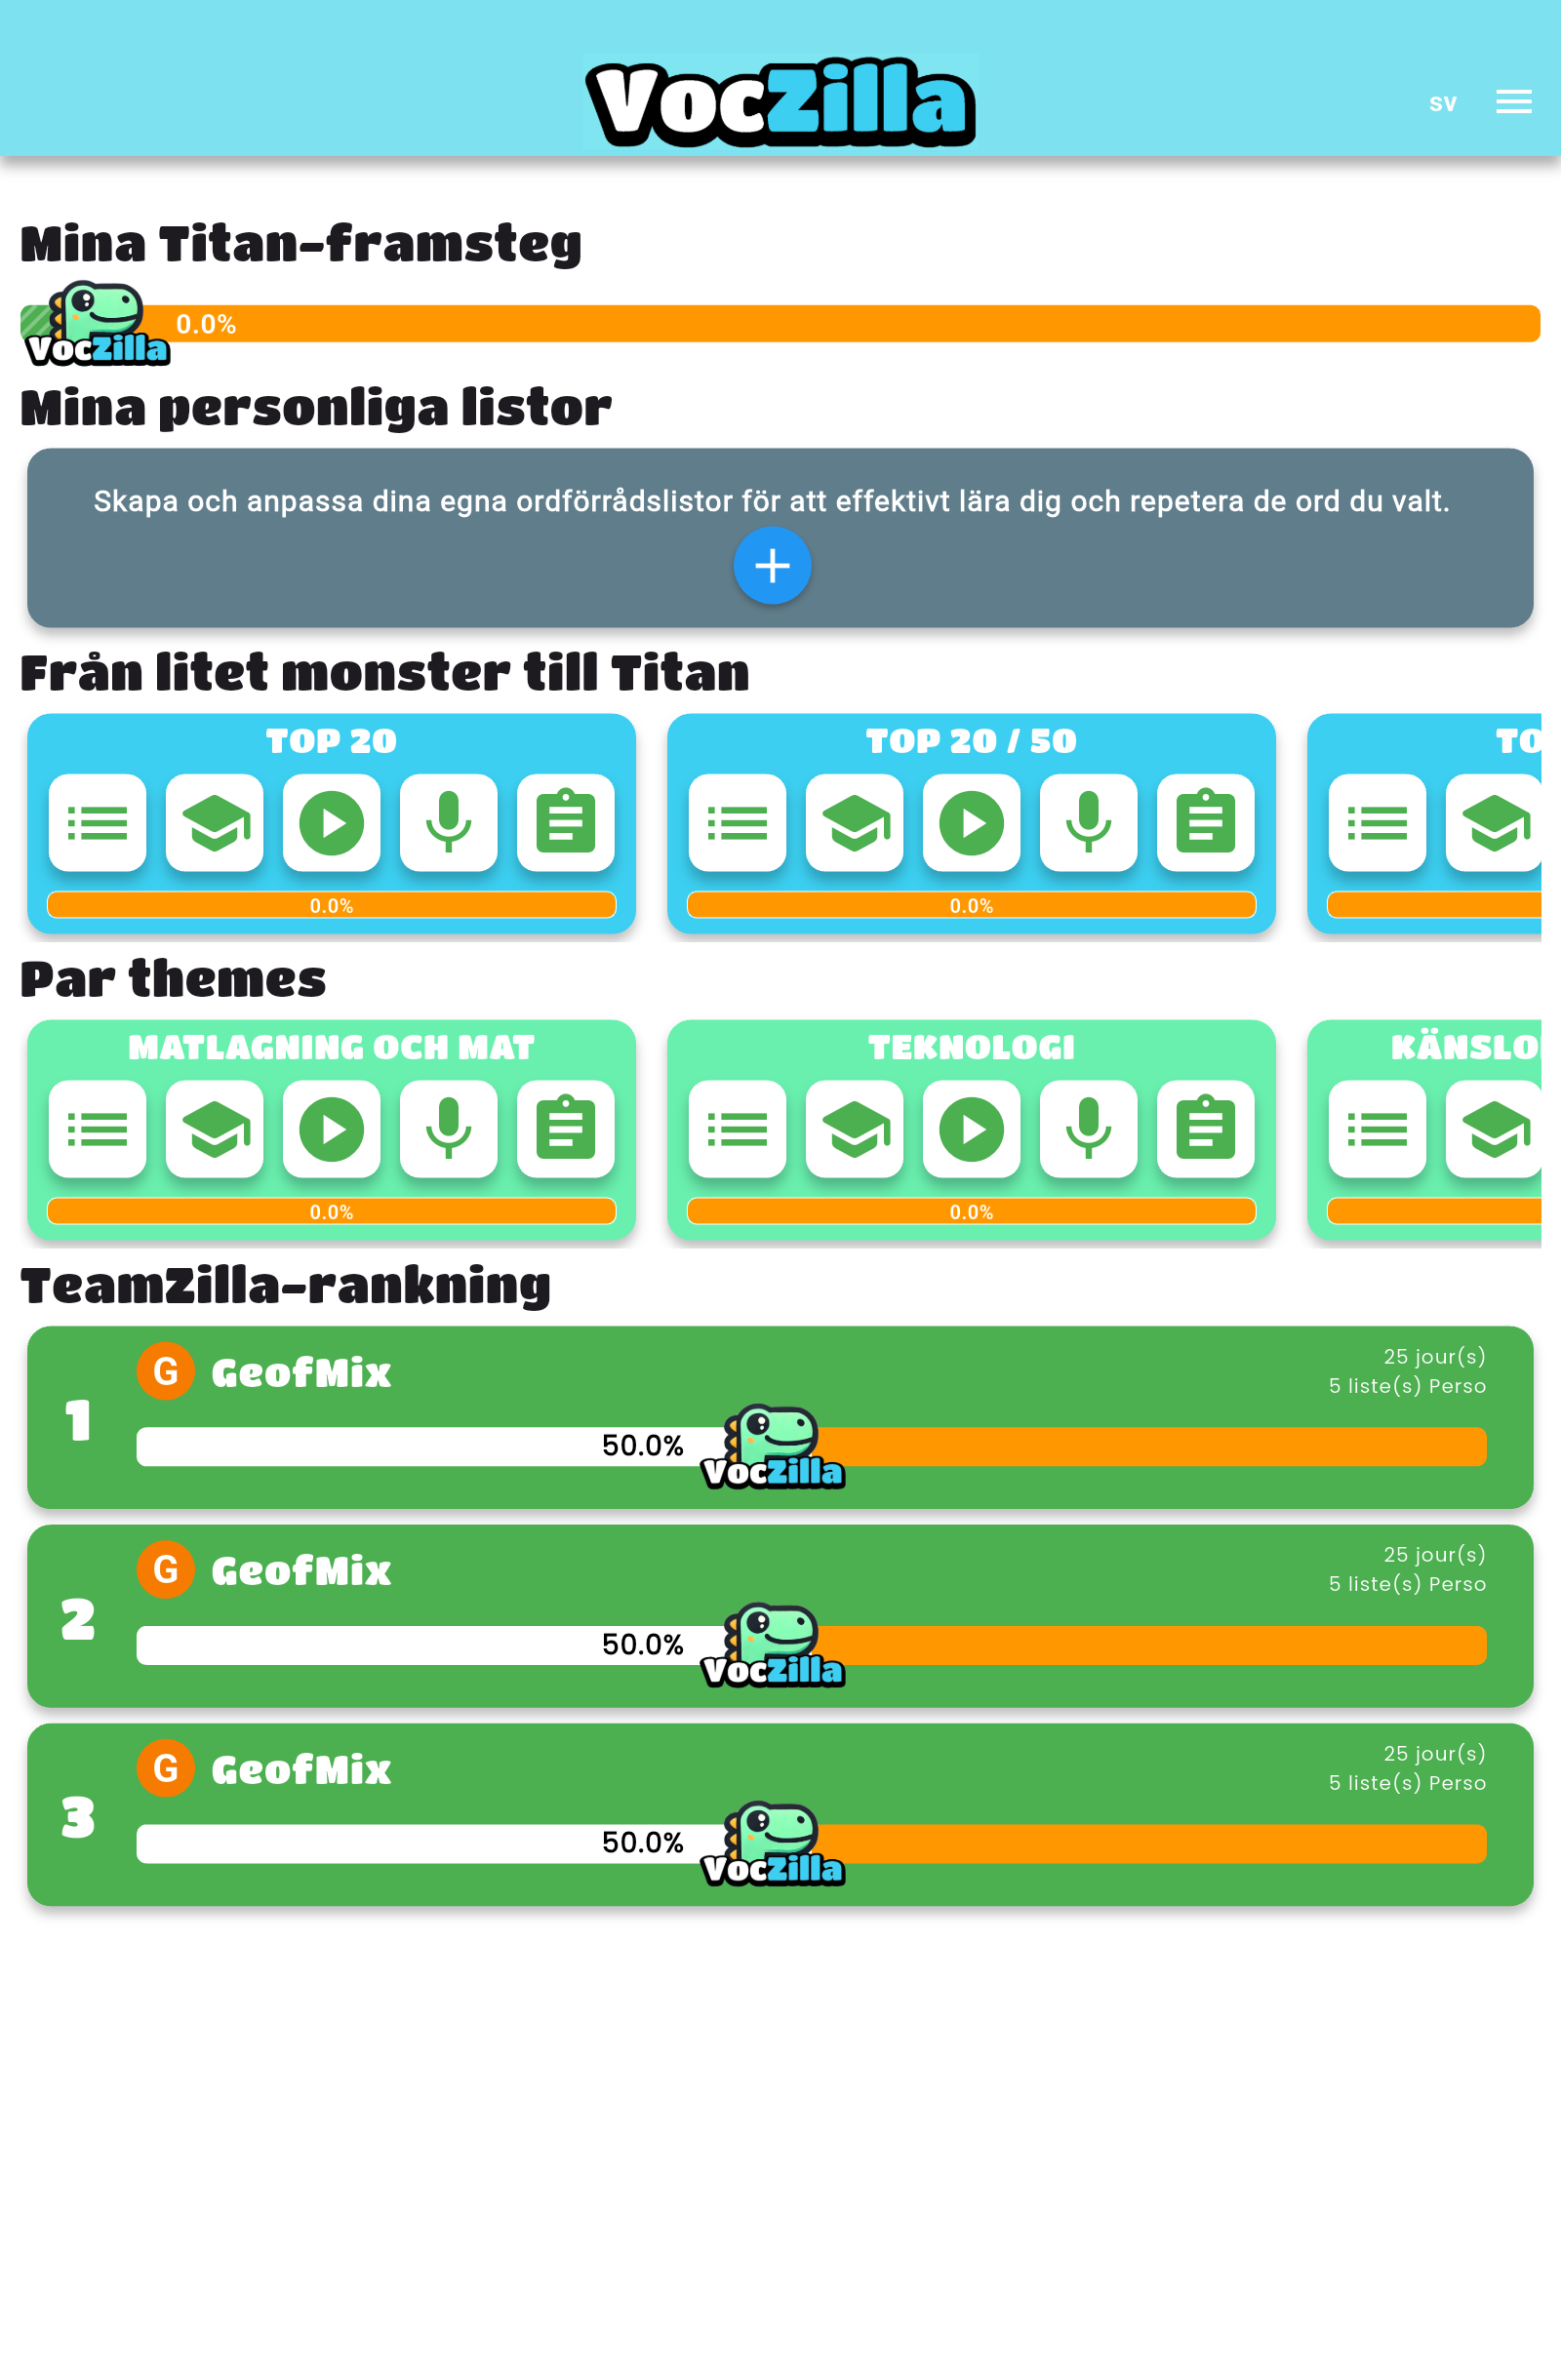 VocZilla
sv
Mina Titan-framsteg
VocZilla
0.0%
Mina personliga listor
Skapa och anpassa dina egna ordförrådslistor för att effektivt lära dig och repetera de ord du valt.
Från litet monster till Titan
TOP 20
TOP 20 / 50
TO
0.0%
0.0%
Par themes
MATLAGNING OCH MAT
TEKNOLOGI
KÄNSLO
0.0%
0.0%
TeamZilla-rankning
1
G
GeofMix
25 jour(s)
5 liste(s) Perso
50.0%
VocZilla
2
G
GeofMix
25 jour(s)
5 liste(s) Perso
50.0%
VocZilla
3
G
GeofMix
25 jour(s)
5 liste(s) Perso
50.0%
VocZilla